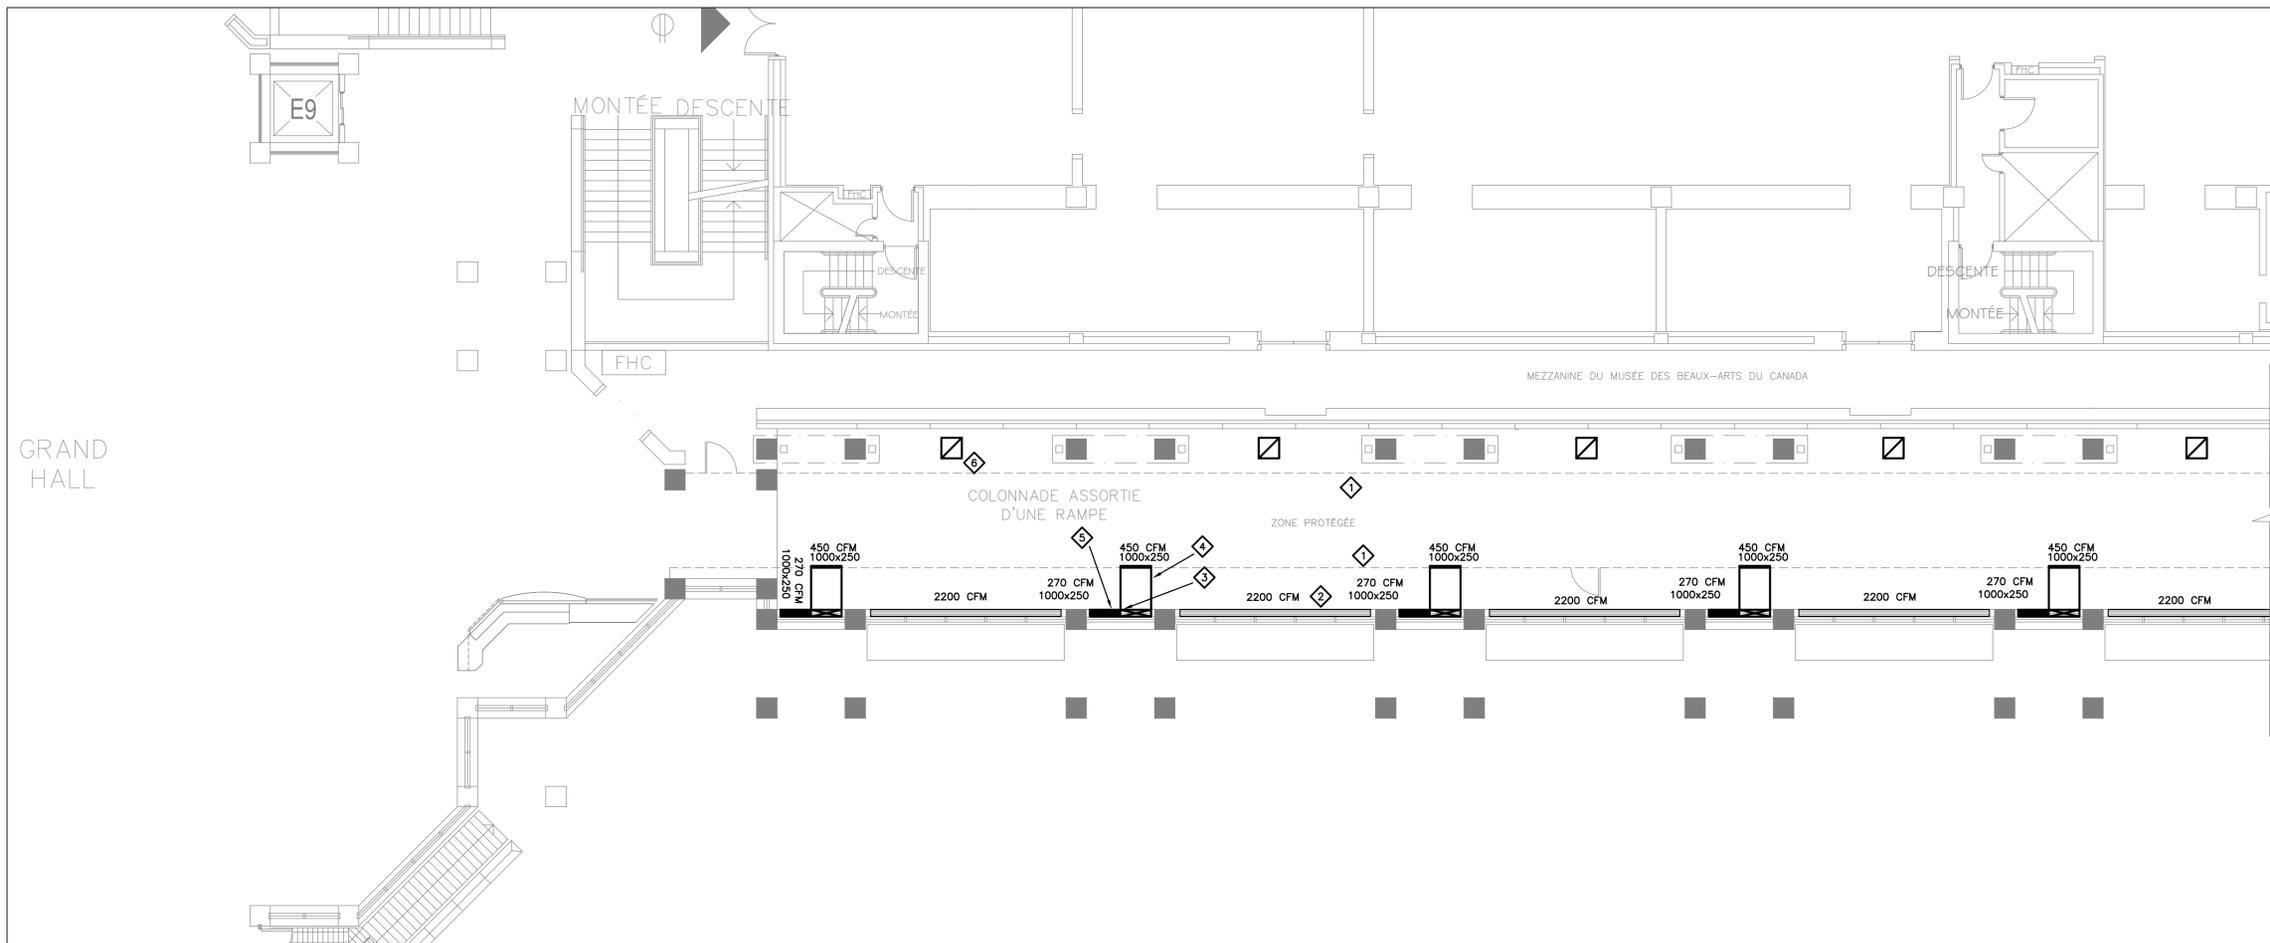 E9
MONTÉE DESCENTE
FHC
FHC
DESCENTE
MONTÉE
DESCENTE
MONTÉE
FHC
MEZZANINE DU MUSÉE DES BEAUX-ARTS DU CANADA
GRAND
HALL
6
1
COLONNADE ASSORTIE
D'UNE RAMPE
ZONE PROTÉGÉE
5
4
1
3
2
450 CFM
1000x250
270 CFM
1000x250
2200 CFM
270 CFM
1000x250
450 CFM
1000x250
2200 CFM
270 CFM
1000x250
450 CFM
1000x250
2200 CFM
270 CFM
1000x250
450 CFM
1000x250
2200 CFM
270 CFM
1000x250
450 CFM
1000x250
2200 CFM